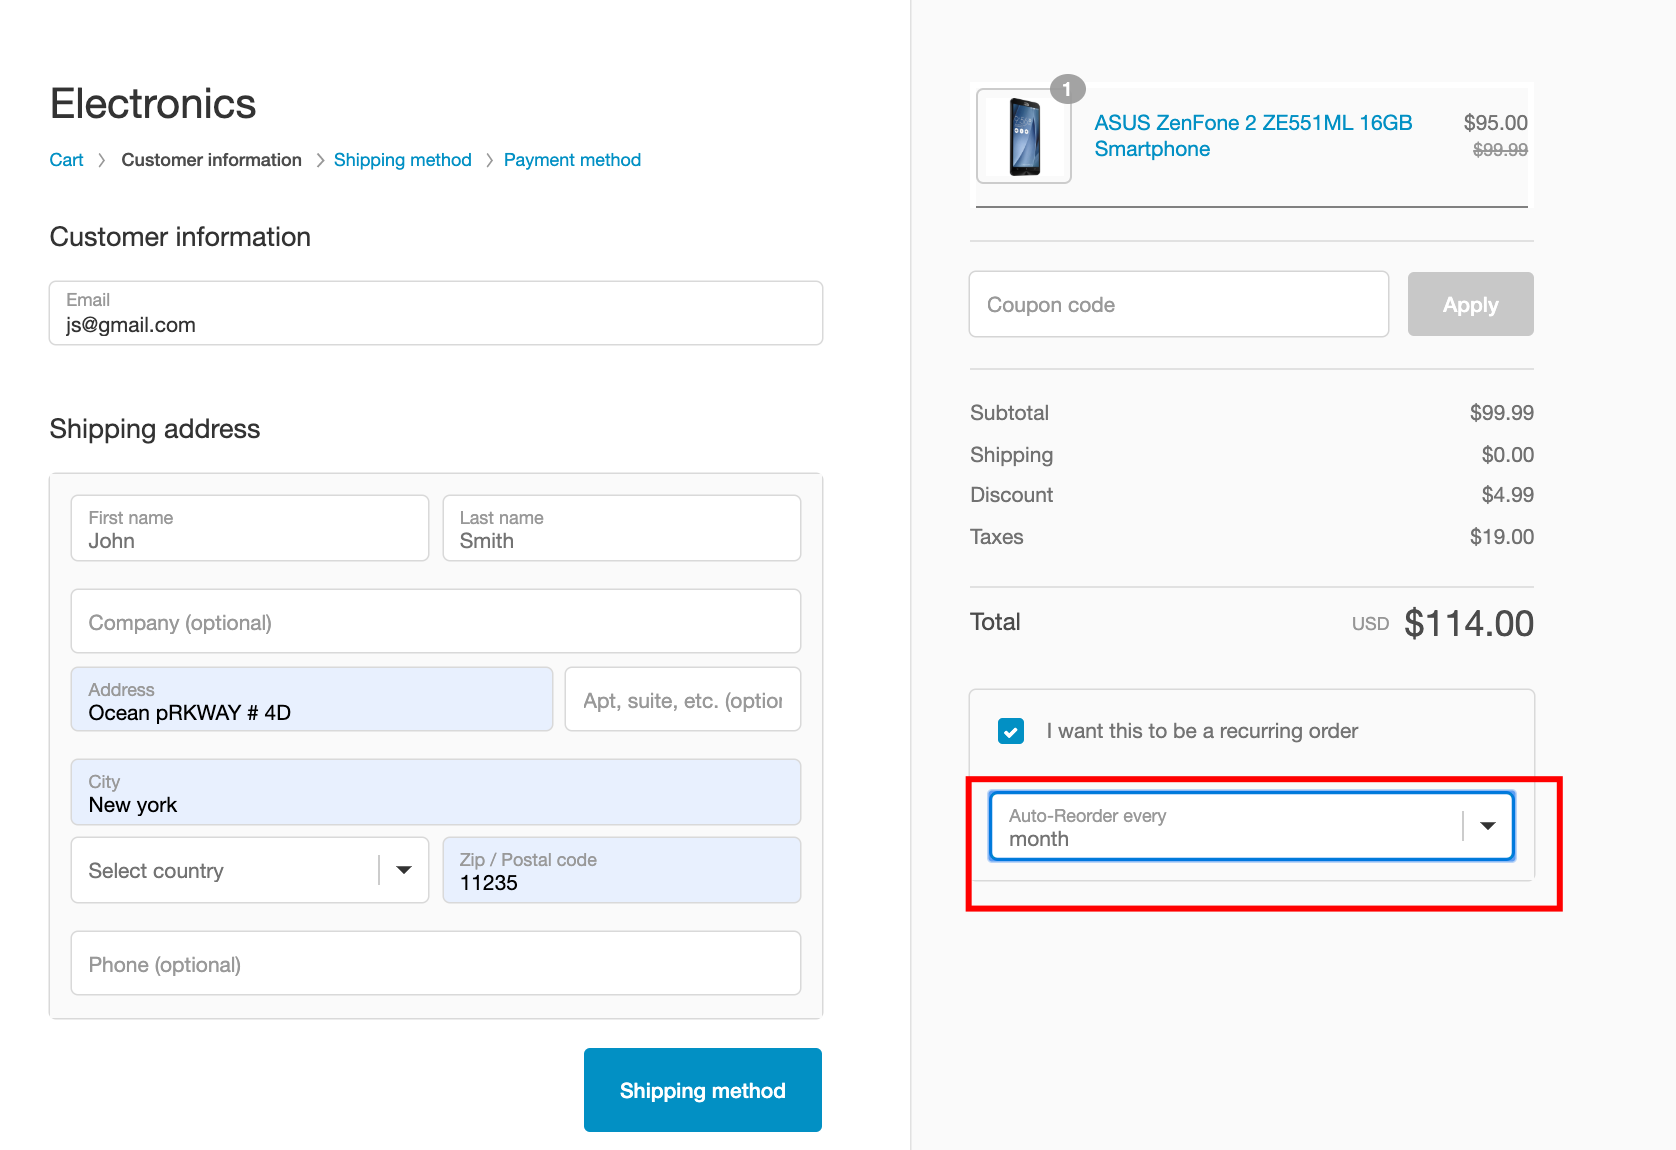 Electronics
Cart > Customer information > Shipping method > Payment method
Customer information
Email
js@gmail.com
Shipping address
First name
John
Last name
Smith
Company (optional)
Address
Ocean pRKWAY # 4D
Apt, suite, etc. (option
City
New york
Select country
Zip / Postal code
11235
Phone (optional)
Shipping method
1
ASUS ZenFone 2 ZE551ML 16GB
Smartphone
$95.00
$99.99
Coupon code
Apply
Subtotal $99.99
Shipping $0.00
Discount $4.99
Taxes $19.00
Total USD $114.00
I want this to be a recurring order
Auto-Reorder every
month